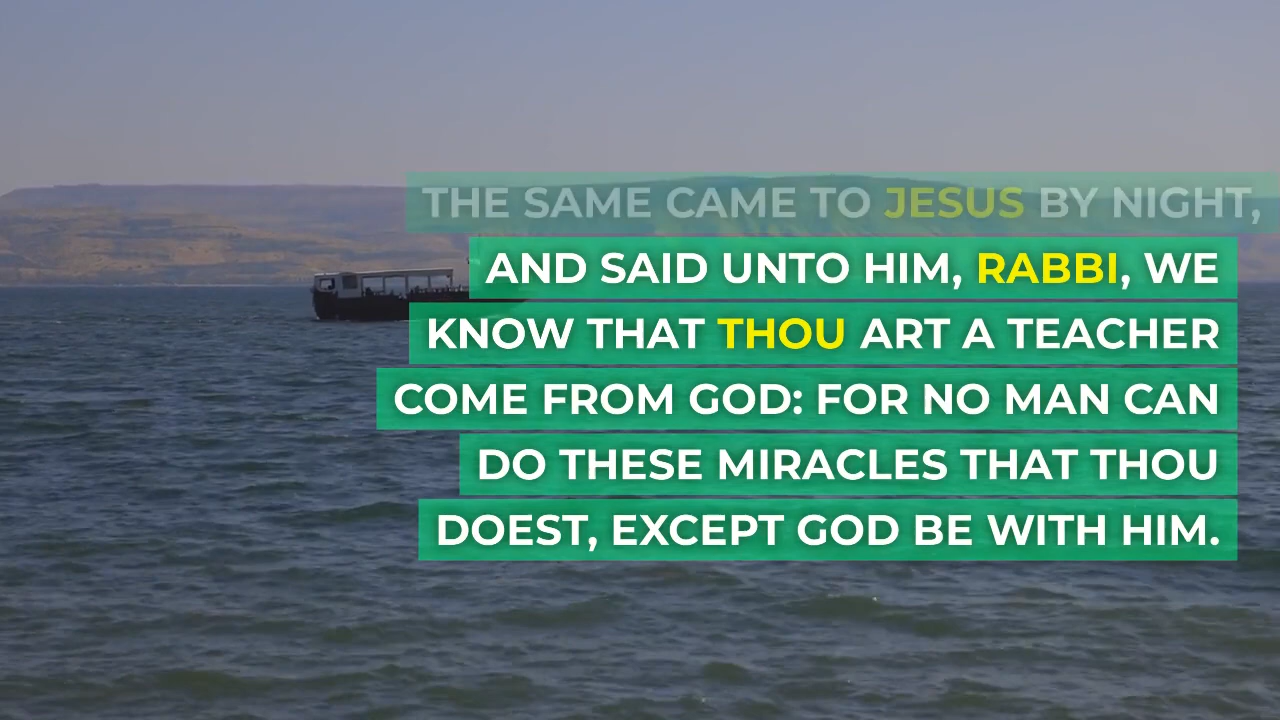 THE SAME CAME TO JESUS BY NIGHT,
AND SAID UNTO HIM, RABBI, WE
KNOW THAT THOU ART A TEACHER
COME FROM GOD: FOR NO MAN CAN
DO THESE MIRACLES THAT THOU
DOEST, EXCEPT GOD BE WITH HIM.